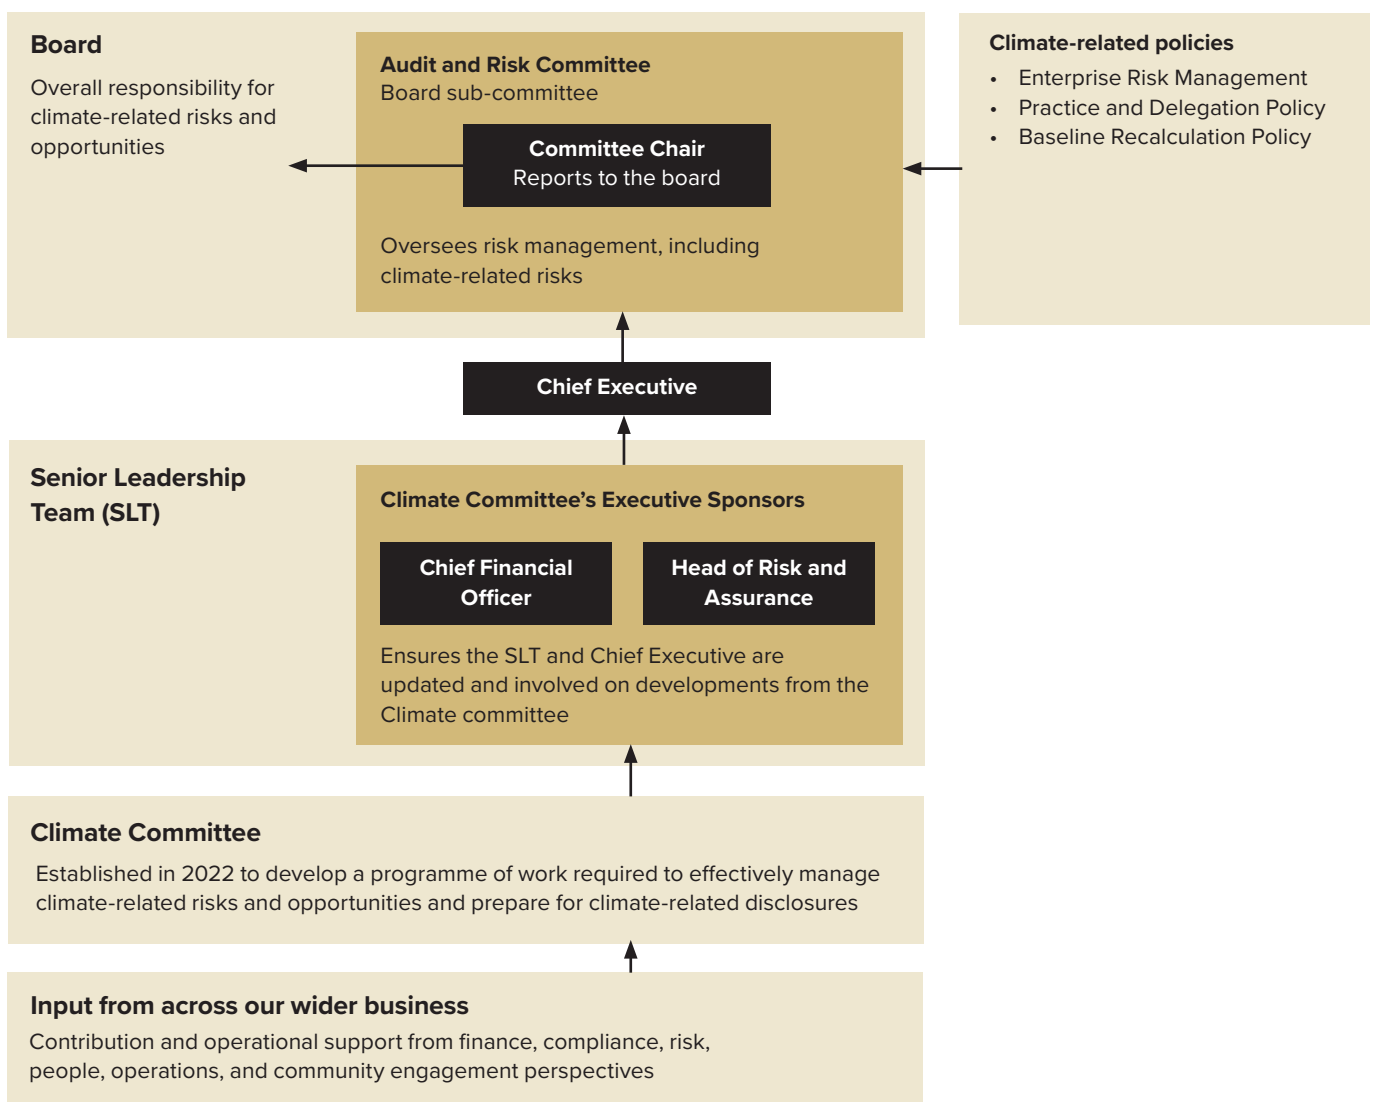 Board
Overall responsibility for
climate-related risks and
opportunities
Audit and Risk Committee
Board sub-committee
Committee Chair
Reports to the board
Oversees risk management, including
climate-related risks
Climate-related policies
• Enterprise Risk Management
• Practice and Delegation Policy
• Baseline Recalculation Policy
Chief Executive
Senior Leadership
Team (SLT)
Climate Committee’s Executive Sponsors
Chief Financial
Officer
Head of Risk and
Assurance
Ensures the SLT and Chief Executive are
updated and involved on developments from the
Climate committee
Climate Committee
Established in 2022 to develop a programme of work required to effectively manage
climate-related risks and opportunities and prepare for climate-related disclosures
Input from across our wider business
Contribution and operational support from finance, compliance, risk,
people, operations, and community engagement perspectives